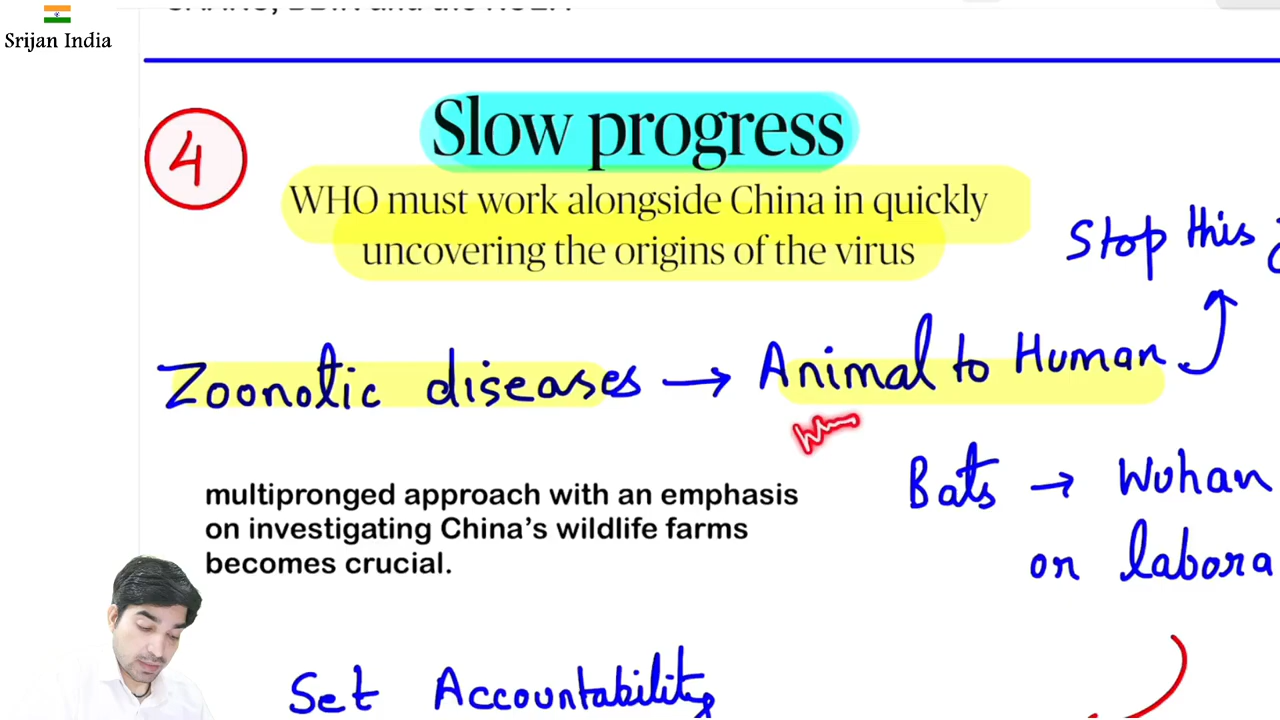 Srijan India
4
Slow progress
WHO must work alongside China in quickly
uncovering the origins of the virus
Stop this
Zoonotic diseases → Animal to Human
Bats → Wuhan
or labora
multipronged approach with an emphasis
on investigating China's wildlife farms
becomes crucial.
Set Accountability